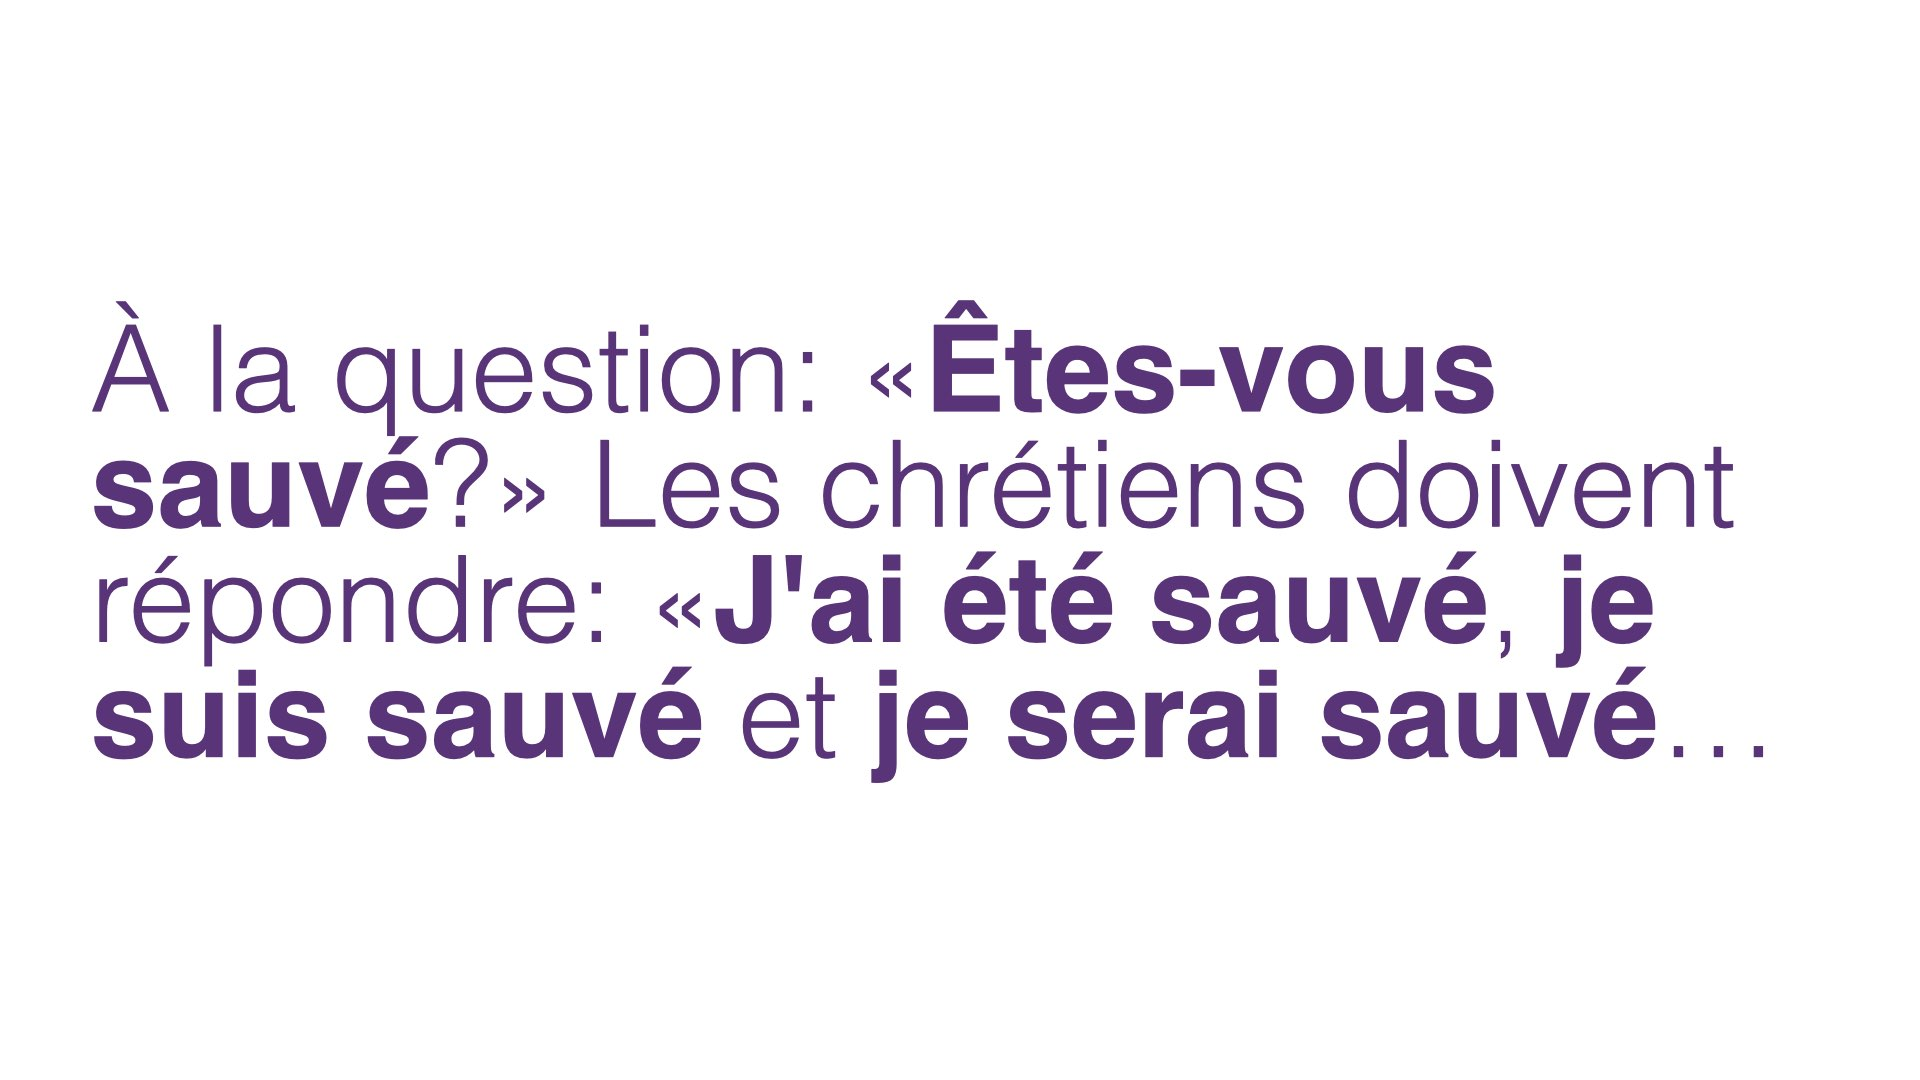 À la question: «Êtes-vous
sauvé?» Les chrétiens doivent
répondre: «J'ai été sauvé, je
suis sauvé et je serai sauvé…